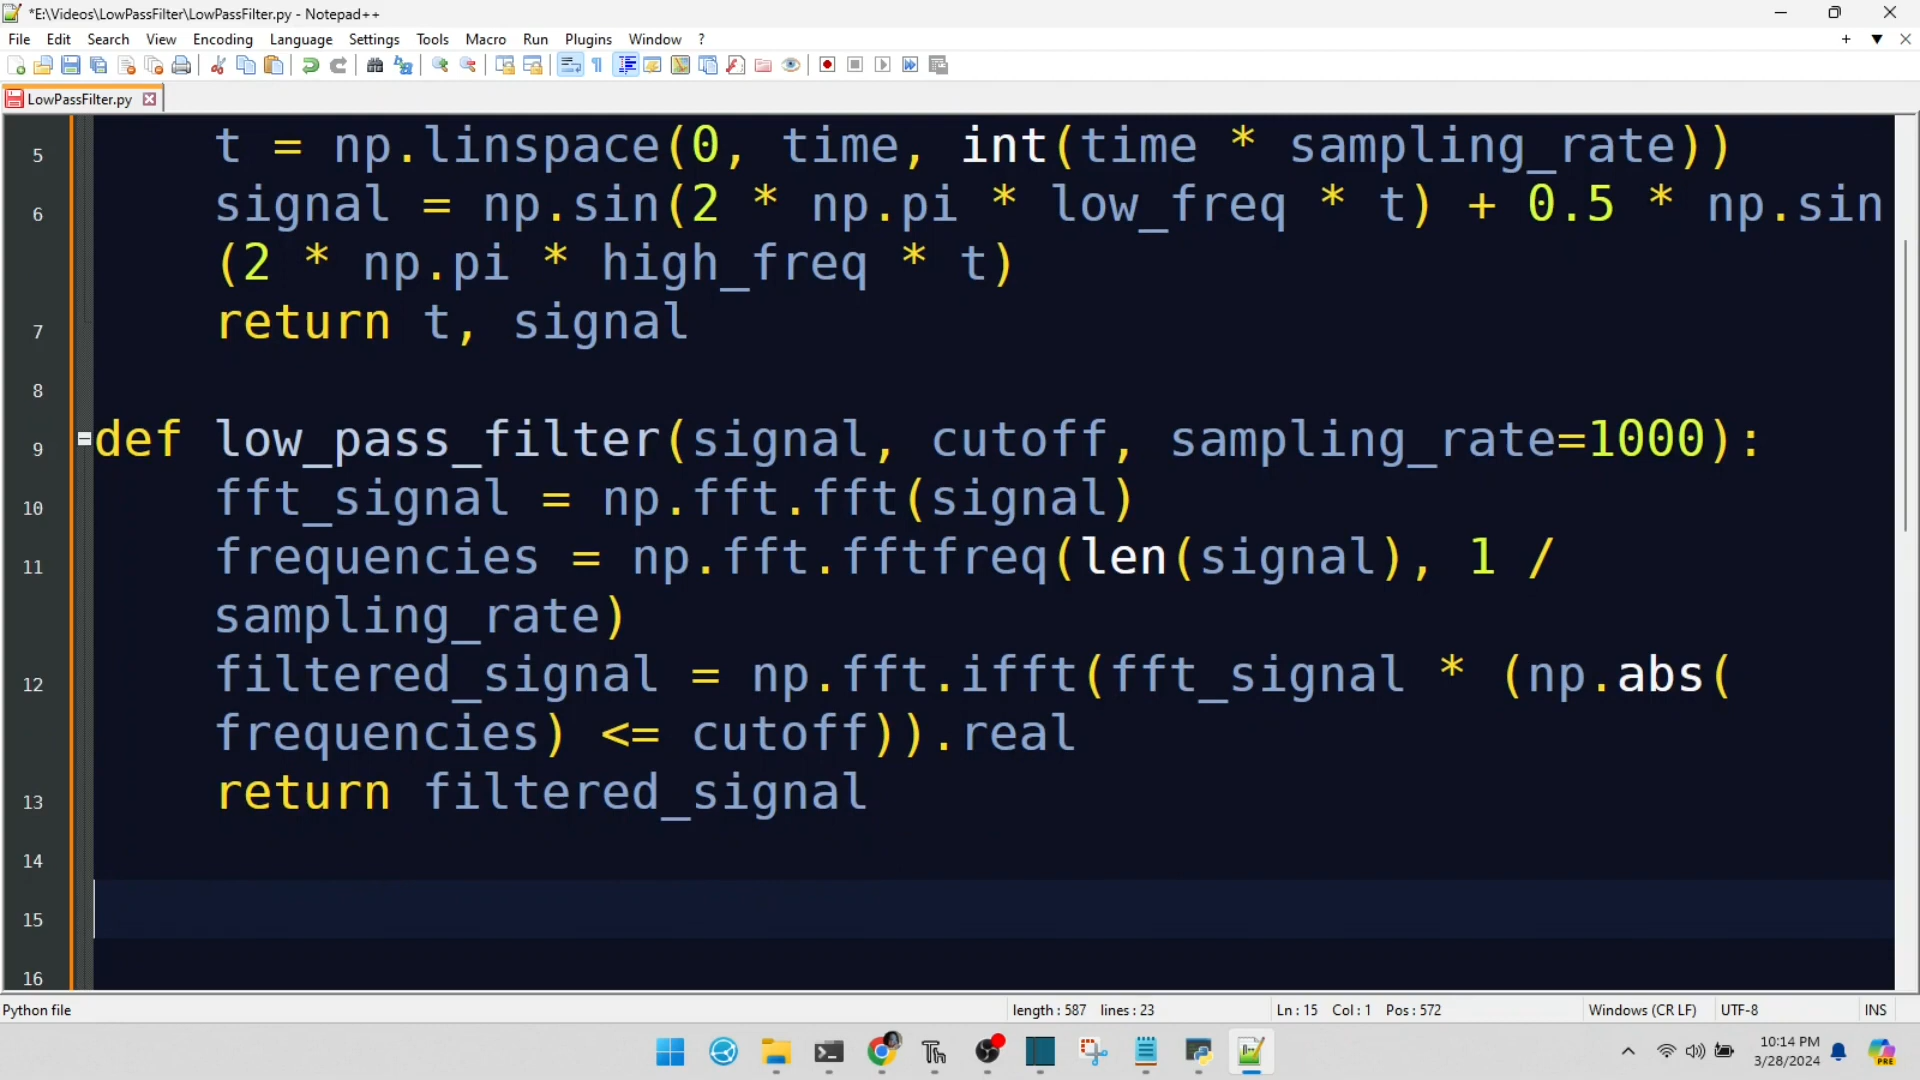 *E:\Videos\LowPassFilter\LowPassFilter.py - Notepad++
File Edit Search View Encoding Language Settings Tools Macro Run Plugins Window ?
LowPassFilter.py
5 t = np.linspace(0, time, int(time * sampling_rate))
6 signal = np.sin(2 * np.pi * low_freq * t) + 0.5 * np.sin
(2 * np.pi * high_freq * t)
7 return t, signal
8
9 def low_pass_filter(signal, cutoff, sampling_rate=1000):
10 fft_signal = np.fft.fft(signal)
11 frequencies = np.fft.fftfreq(len(signal), 1 /
sampling_rate)
12 filtered_signal = np.fft.ifft(fft_signal * (np.abs(
frequencies) <= cutoff)).real
13 return filtered_signal
14
15
16
Python file length : 587 lines : 23 Ln : 15 Col : 1 Pos : 572 Windows (CR LF) UTF-8 INS
10:14 PM
3/28/2024
PRE